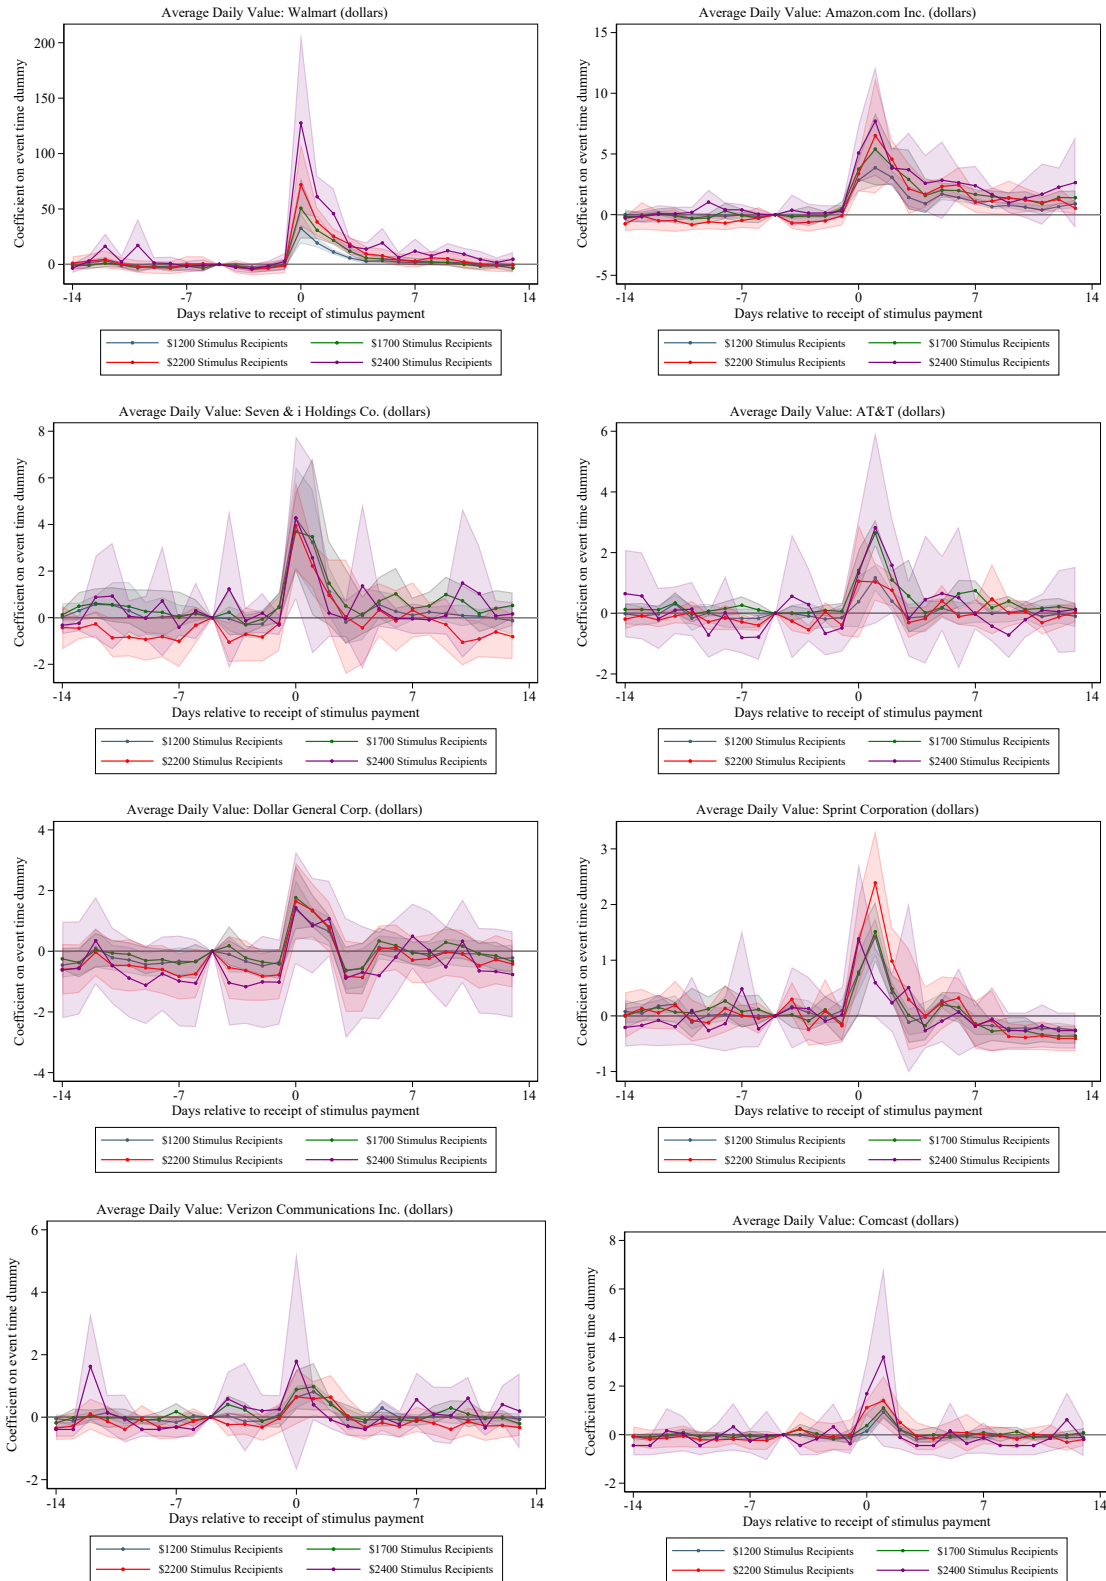 Average Daily Value: Walmart (dollars)
Coefficient on event time dummy
200
150
100
50
0
-14
-7
0
7
14
Days relative to receipt of stimulus payment
$1200 Stimulus Recipients
$1700 Stimulus Recipients
$2200 Stimulus Recipients
$2400 Stimulus Recipients
Average Daily Value: Amazon.com Inc. (dollars)
Coefficient on event time dummy
15
10
5
0
-5
-14
-7
0
7
14
Days relative to receipt of stimulus payment
$1200 Stimulus Recipients
$1700 Stimulus Recipients
$2200 Stimulus Recipients
$2400 Stimulus Recipients
Average Daily Value: Seven & i Holdings Co. (dollars)
Coefficient on event time dummy
8
6
4
2
0
-2
-14
-7
0
7
14
Days relative to receipt of stimulus payment
$1200 Stimulus Recipients
$1700 Stimulus Recipients
$2200 Stimulus Recipients
$2400 Stimulus Recipients
Average Daily Value: AT&T (dollars)
Coefficient on event time dummy
6
4
2
0
-2
-14
-7
0
7
14
Days relative to receipt of stimulus payment
$1200 Stimulus Recipients
$1700 Stimulus Recipients
$2200 Stimulus Recipients
$2400 Stimulus Recipients
Average Daily Value: Dollar General Corp. (dollars)
Coefficient on event time dummy
4
2
0
-2
-4
-14
-7
0
7
14
Days relative to receipt of stimulus payment
$1200 Stimulus Recipients
$1700 Stimulus Recipients
$2200 Stimulus Recipients
$2400 Stimulus Recipients
Average Daily Value: Sprint Corporation (dollars)
Coefficient on event time dummy
3
2
1
0
-1
-14
-7
0
7
14
Days relative to receipt of stimulus payment
$1200 Stimulus Recipients
$1700 Stimulus Recipients
$2200 Stimulus Recipients
$2400 Stimulus Recipients
Average Daily Value: Verizon Communications Inc. (dollars)
Coefficient on event time dummy
6
4
2
0
-2
-14
-7
0
7
14
Days relative to receipt of stimulus payment
$1200 Stimulus Recipients
$1700 Stimulus Recipients
$2200 Stimulus Recipients
$2400 Stimulus Recipients
Average Daily Value: Comcast (dollars)
Coefficient on event time dummy
8
6
4
2
0
-2
-14
-7
0
7
14
Days relative to receipt of stimulus payment
$1200 Stimulus Recipients
$1700 Stimulus Recipients
$2200 Stimulus Recipients
$2400 Stimulus Recipients